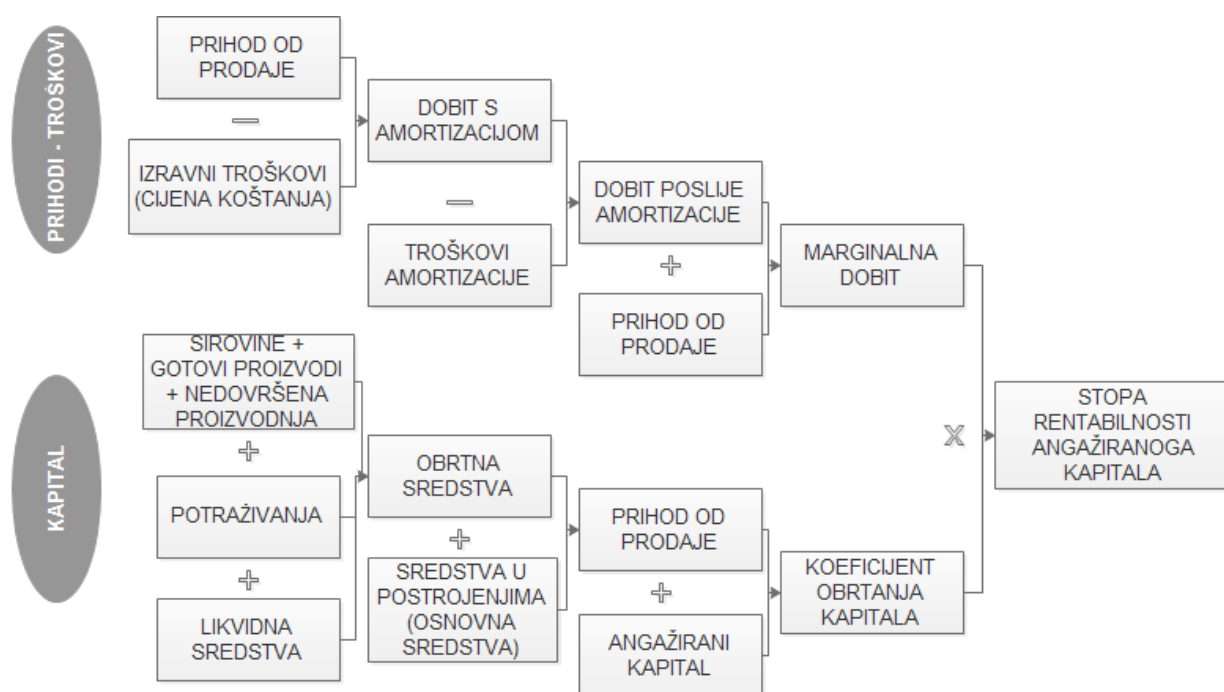 PRIHODI - TROŠKOVI
PRIHOD OD
PRODAJE
—
IZRAVNI TROŠKOVI
(CIJENA KOŠTANJA)
DOBIT S
AMORTIZACIJOM
—
TROŠKOVI
AMORTIZACIJE
DOBIT POSLIJE
AMORTIZACIJE
+
PRIHOD OD
PRODAJE
MARGINALNA
DOBIT
KAPITAL
SIROVINE +
GOTOVI PROIZVODI
+ NEDOVRŠENA
PROIZVODNJA
+
POTRAŽIVANJA
+
LIKVIDNA
SREDSTVA
OBRTNA
SREDSTVA
+
SREDSTVA U
POSTROJENJIMA
(OSNOVNA
SREDSTVA)
PRIHOD OD
PRODAJE
+
ANGAŽIRANI
KAPITAL
KOEFICIJENT
OBRTANJA
KAPITALA
X
STOPA
RENTABILNOSTI
ANGAŽIRANOGA
KAPITALA